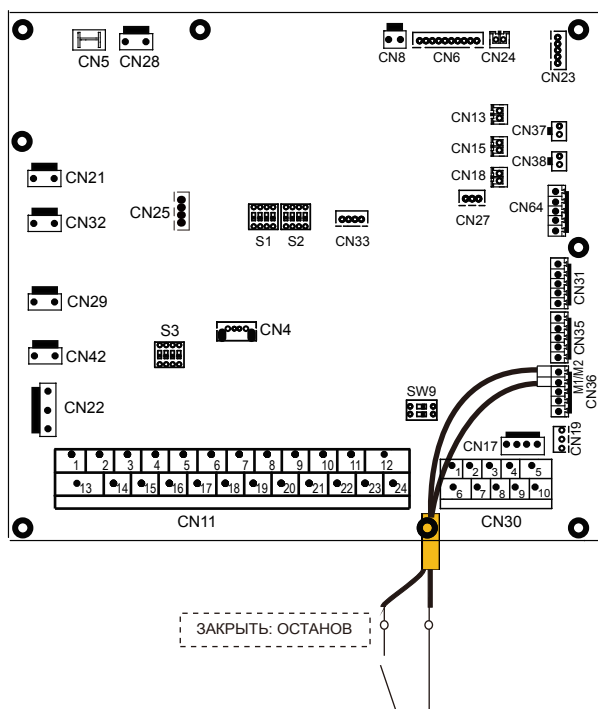 CN5
CN28
CN8
CN6
CN24
CN23
CN13
CN37
CN15
CN38
CN18
CN21
CN32
CN25
S1
S2
CN33
CN27
CN64
CN31
CN29
CN4
CN35
S3
CN42
M1/M2
CN36
CN22
SW9
CN17
CN19
1 2 3 4 5 6 7 8 9 10 11 12
13 14 15 16 17 18 19 20 21 22 23 24
CN11
1 2 3 4 5
6 7 8 9 10
CN30
ЗАКРЫТЬ: ОСТАНОВ